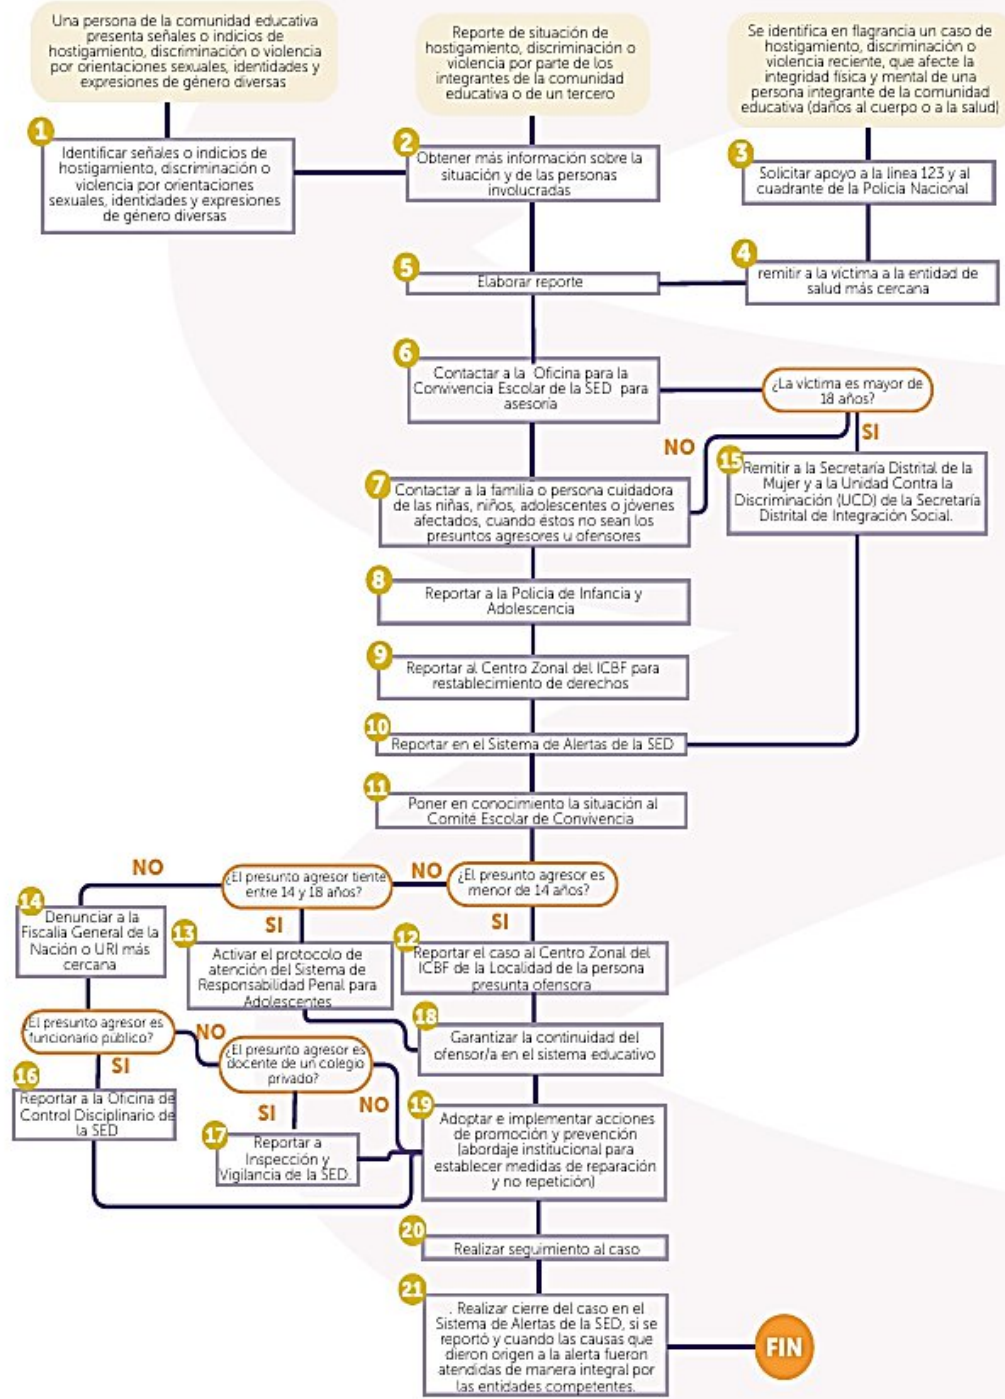 Una persona de la comunidad educativa
presenta señales o indicios de
hostigamiento, discriminación o violencia
por orientaciones sexuales, identidades y
expresiones de género diversas
Reporte de situación de
hostigamiento, discriminación o
violencia por parte de los
integrantes de la comunidad
educativa o de un tercero
Se identifica en flagrancia un caso de
hostigamiento, discriminación o
violencia reciente, que afecte la
integridad física y mental de una
persona integrante de la comunidad
educativa (daños al cuerpo o a la salud)
1
Identificar señales o indicios de
hostigamiento, discriminación o
violencia por orientaciones
sexuales, identidades y expresiones
de género diversas
2
Obtener más información sobre la
situación y de las personas
involucradas
3
Solicitar apoyo a la línea 123 y al
cuadrante de la Policía Nacional
4
remitir a la víctima a la entidad de
salud más cercana
5
Elaborar reporte
6
Contactar a la Oficina para la
Convivencia Escolar de la SED para
asesoría
¿La víctima es mayor de
18 años?
NO
SI
15
Remitir a la Secretaría Distrital de la
Mujer y a la Unidad Contra la
Discriminación (UCD) de la Secretaría
Distrital de Integración Social.
7
Contactar a la familia o persona cuidadora
de las niñas, niños, adolescentes o jóvenes
afectados, cuando éstos no sean los
presuntos agresores u ofensores
8
Reportar a la Policía de Infancia y
Adolescencia
9
Reportar al Centro Zonal del ICBF para
restablecimiento de derechos
10
Reportar en el Sistema de Alertas de la SED
11
Poner en conocimiento la situación al
Comité Escolar de Convivencia
¿El presunto agresor es
menor de 14 años?
NO
SI
¿El presunto agresor tiente
entre 14 y 18 años?
NO
SI
14
Denunciar a la
Fiscalía General de la
Nación o URI más
cercana
13
Activar el protocolo de
atención del Sistema de
Responsabilidad Penal para
Adolescentes
12
Reportar el caso al Centro Zonal del
ICBF de la Localidad de la persona
presunta ofensora
18
Garantizar la continuidad del
ofensor/a en el sistema educativo
¿El presunto agresor es
funcionario público?
NO
SI
¿El presunto agresor es
docente de un colegio
privado?
SI
NO
16
Reportar a la Oficina de
Control Disciplinario de
la SED
17
Reportar a
Inspección y
Vigilancia de la SED.
19
Adoptar e implementar acciones
de promoción y prevención
(abordaje institucional para
establecer medidas de reparación
y no repetición)
20
Realizar seguimiento al caso
21
. Realizar cierre del caso en el
Sistema de Alertas de la SED, si se
reportó y cuando las causas que
dieron origen a la alerta fueron
atendidas de manera integral por
las entidades competentes.
FIN